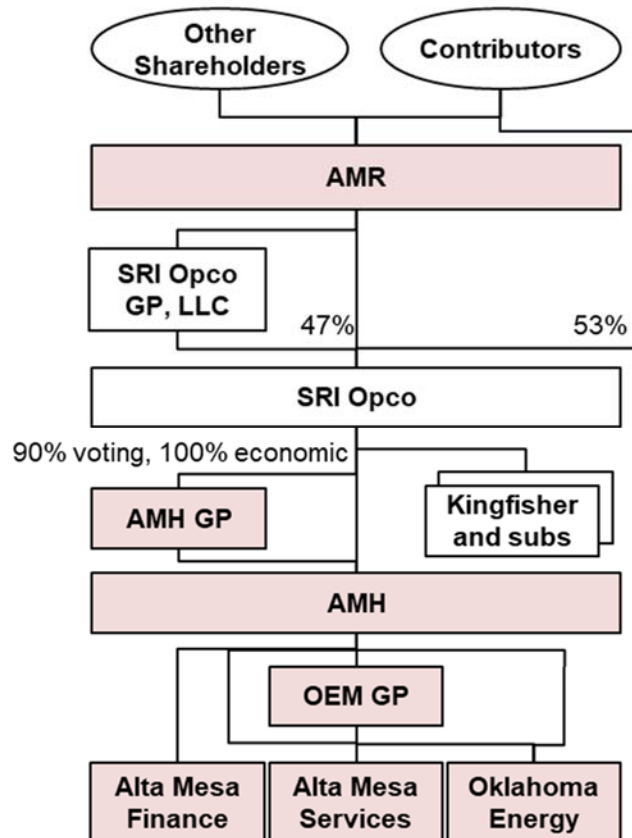 Other
Shareholders
Contributors
AMR
SRI Opco
GP, LLC
47%
53%
SRI Opco
90% voting, 100% economic
AMH GP
Kingfisher
and subs
AMH
OEM GP
Alta Mesa
Finance
Alta Mesa
Services
Oklahoma
Energy